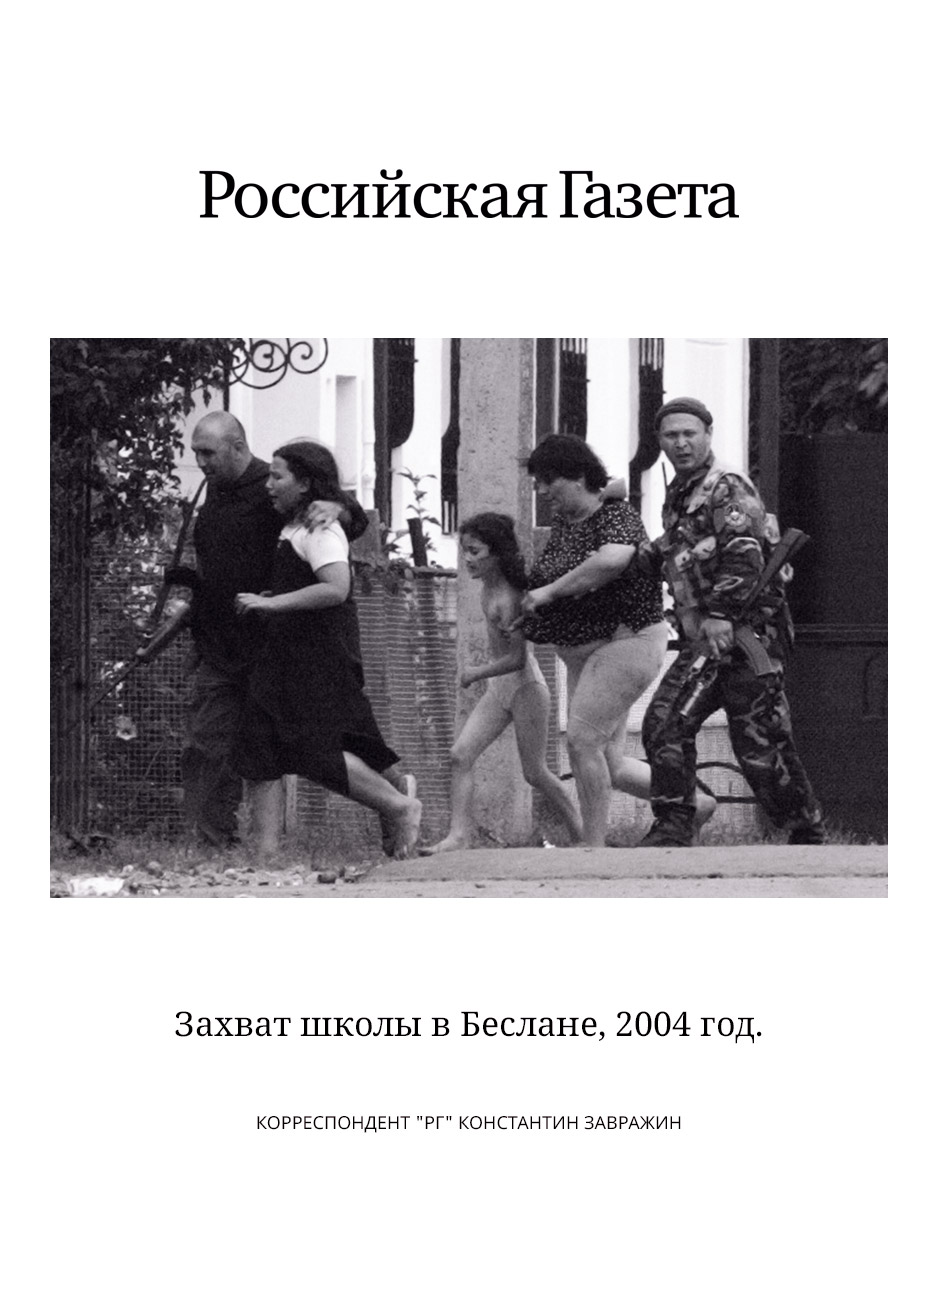 Российская Газета
Захват школы в Беслане, 2004 год.
КОРРЕСПОНДЕНТ "РГ" КОНСТАНТИН ЗАВРАЖИН